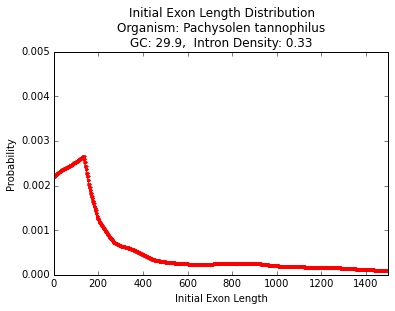 Initial Exon Length Distribution
Organism: Pachysolen tannophilus
GC: 29.9,  Intron Density: 0.33
0.005
0.004
0.003
0.002
0.001
0.000
Probability
0 200 400 600 800 1000 1200 1400
Initial Exon Length